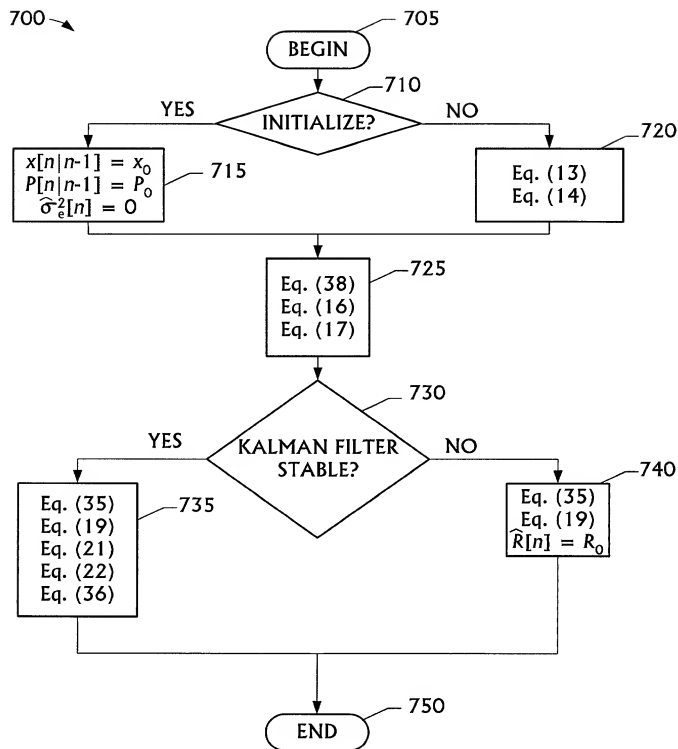 700
705
BEGIN
710
YES
INITIALIZE?
NO
720
x[n|n-1] = x₀
P[n|n-1] = P₀
σ̂ₑ²[n] = 0
715
Eq. (13)
Eq. (14)
725
Eq. (38)
Eq. (16)
Eq. (17)
730
YES
KALMAN FILTER
STABLE?
NO
740
Eq. (35)
Eq. (19)
Eq. (21)
Eq. (22)
Eq. (36)
735
Eq. (35)
Eq. (19)
R̂[n] = R₀
750
END